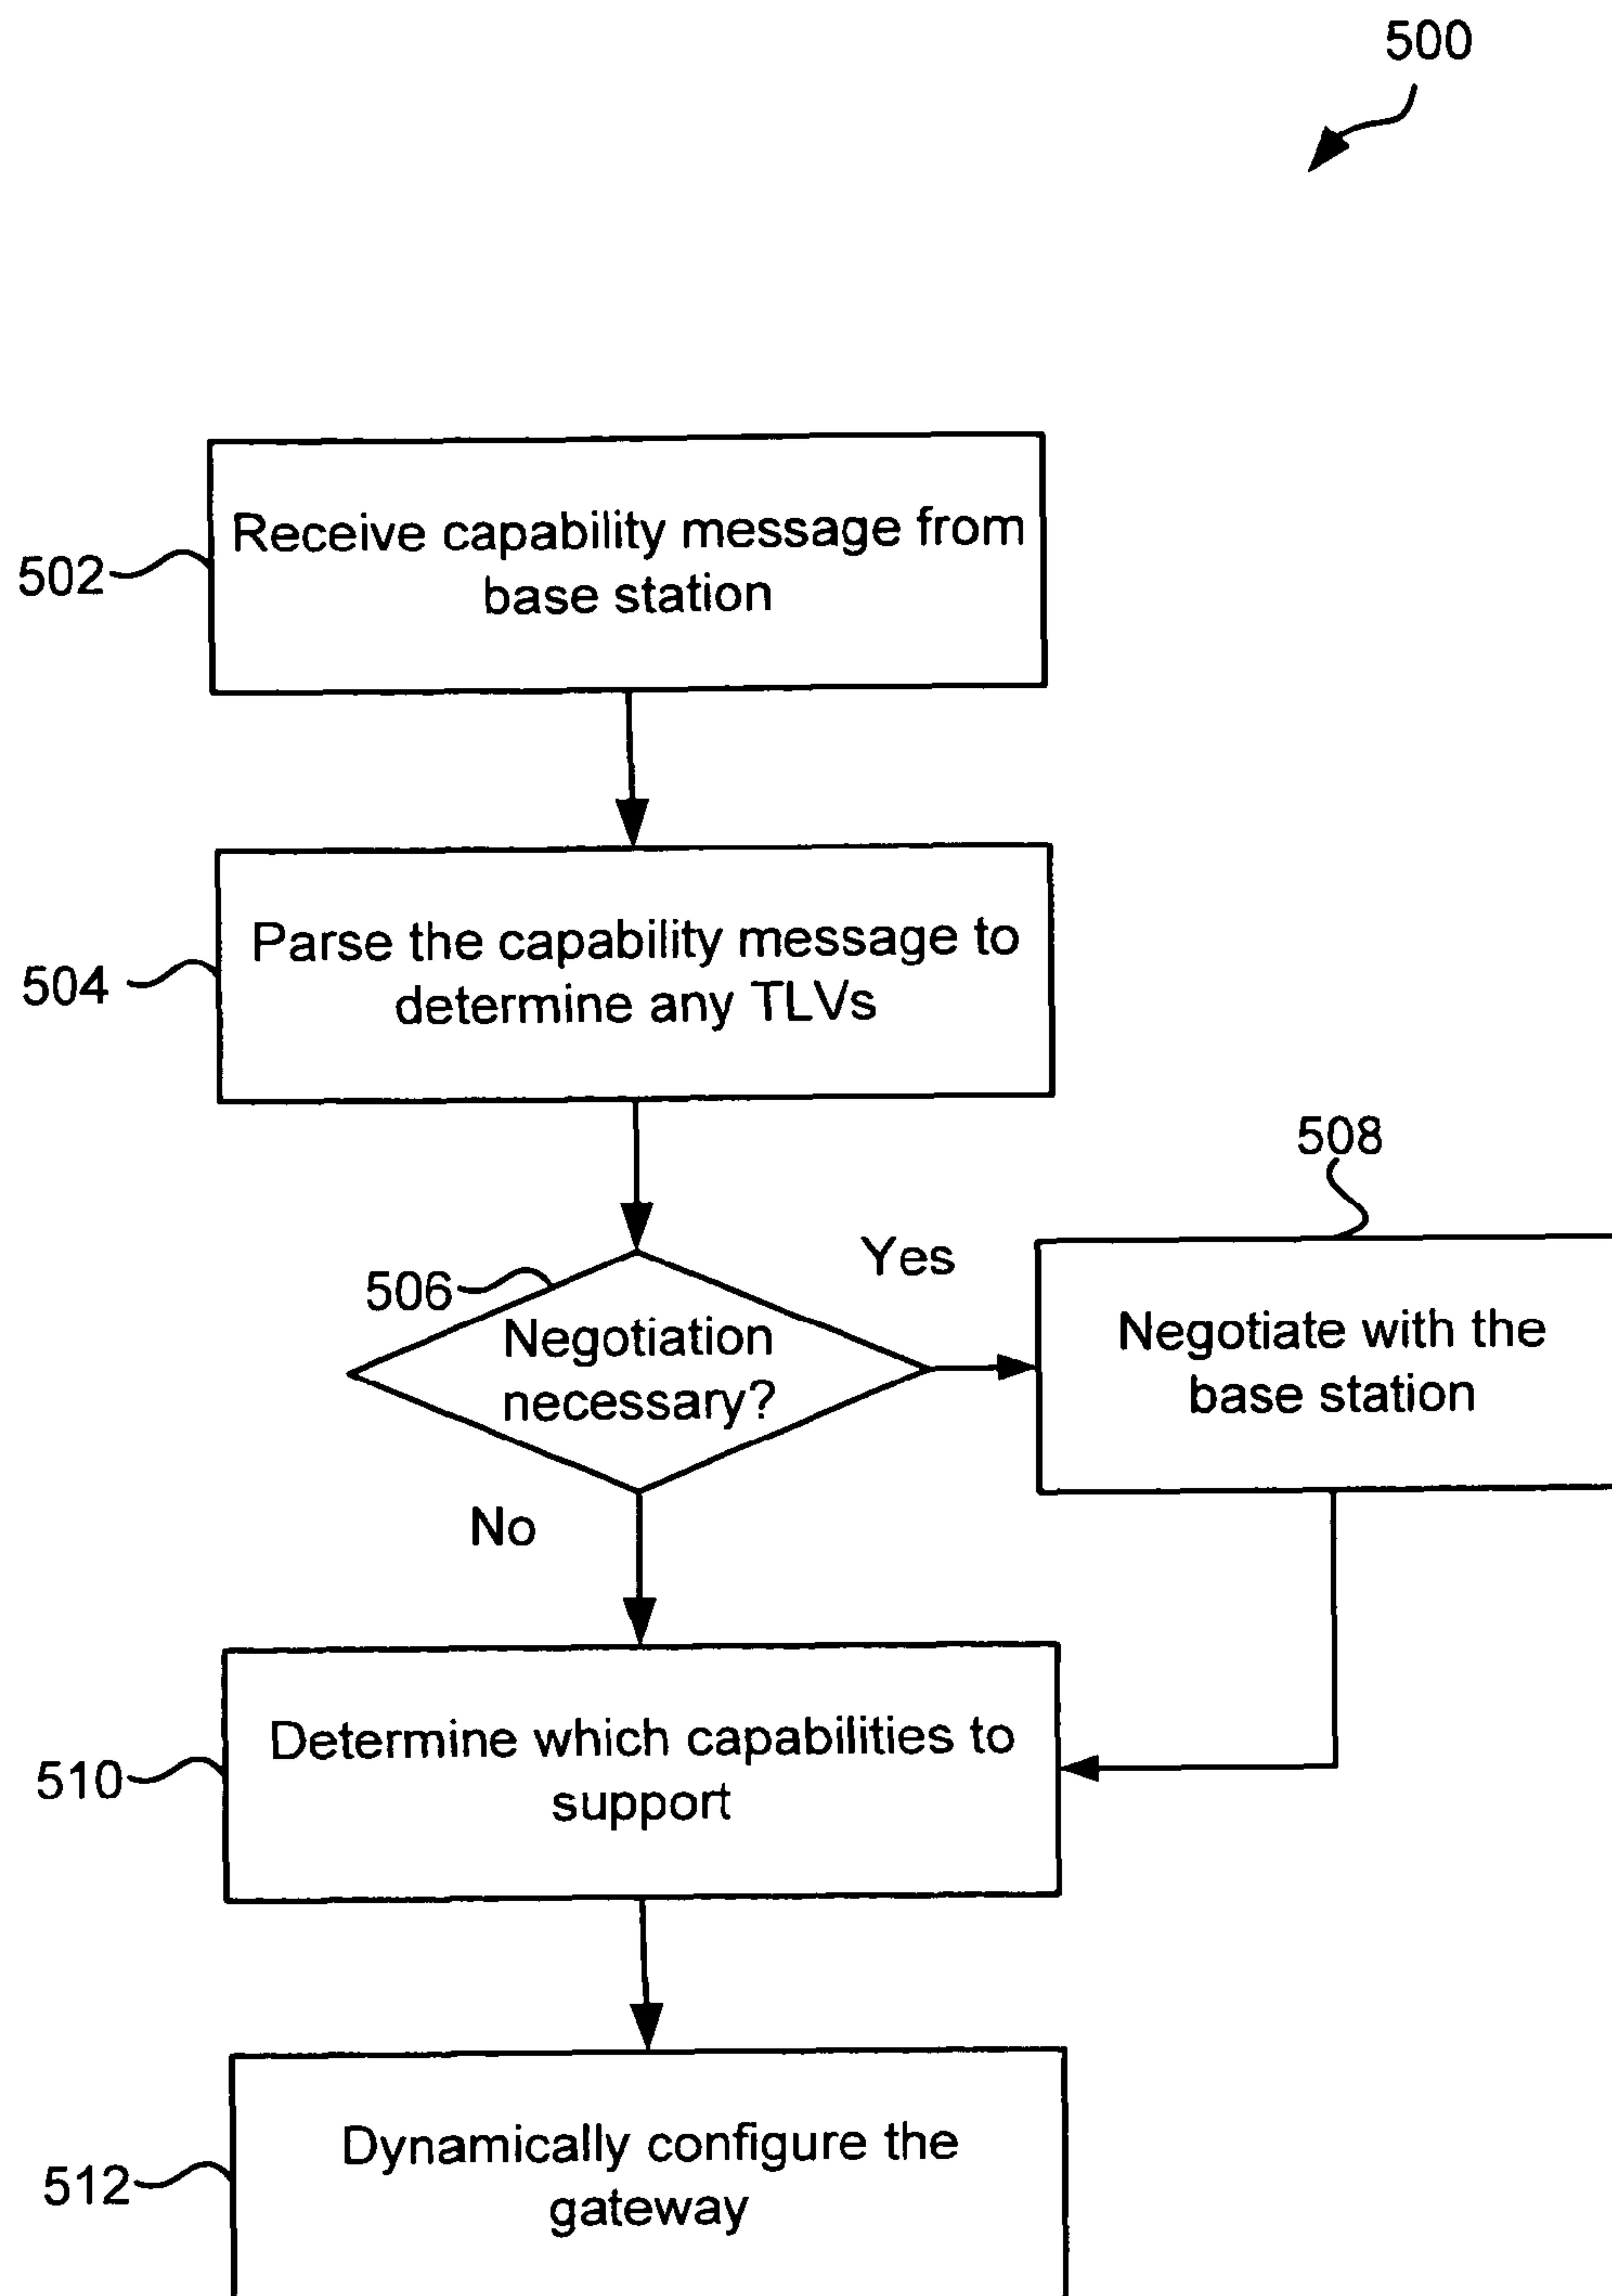 500
502
Receive capability message from
base station
504
Parse the capability message to
determine any TLVs
508
Yes
506
Negotiation
necessary?
Negotiate with the
base station
No
510
Determine which capabilities to
support
512
Dynamically configure the
gateway